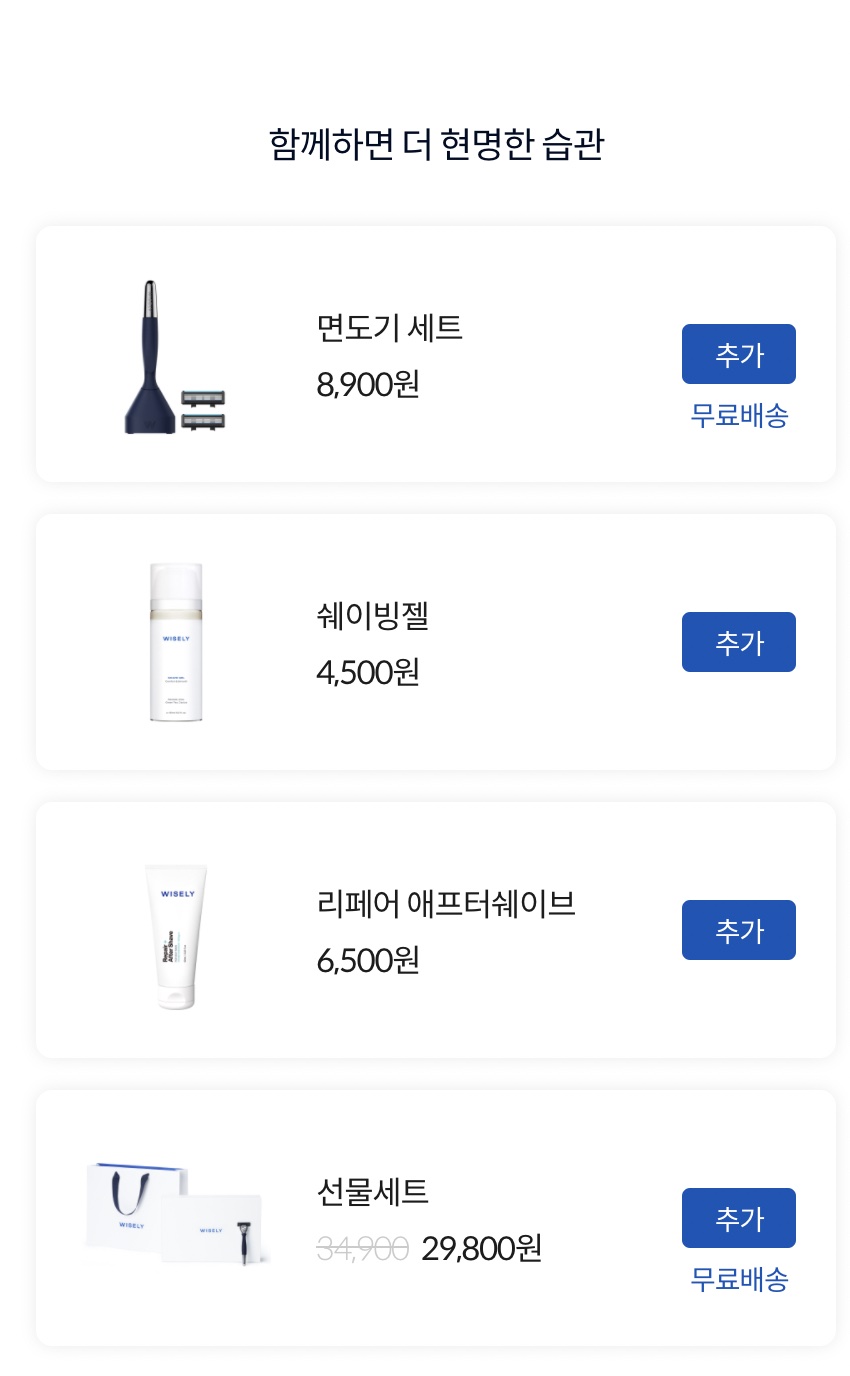 함께하면 더 현명한 습관
면도기 세트
8,900원
추가
무료배송
WISELY
쉐이빙젤
4,500원
추가
WISELY
Repair
After Shave
리페어 애프터쉐이브
6,500원
추가
WISELY
WISELY
선물세트
34,900 29,800원
추가
무료배송